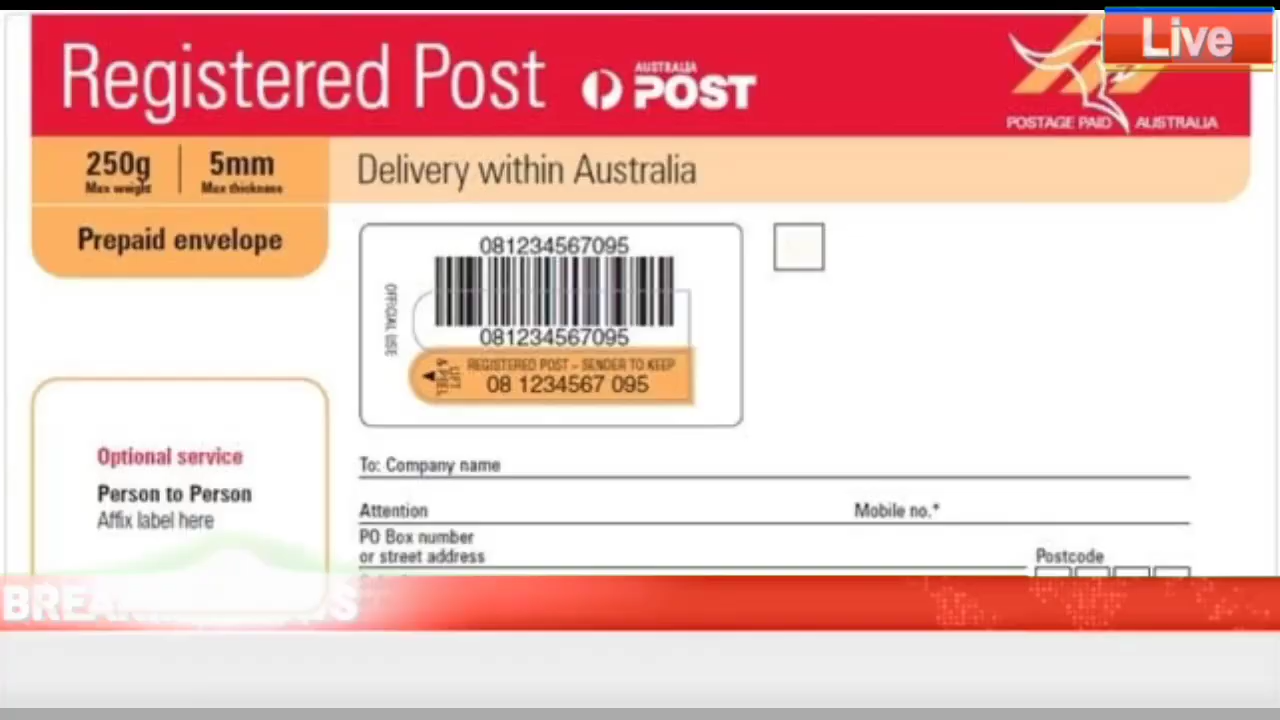 Live
Registered Post AUSTRALIA POST
POSTAGE PAID AUSTRALIA
250g 5mm
Max weight Max thickness
Delivery within Australia
Prepaid envelope
081234567095
OFFICIAL USE
081234567095
LIFT & PEEL
REGISTERED POST – SENDER TO KEEP
08 1234567 095
Optional service
Person to Person
Affix label here
To: Company name
Attention Mobile no.*
PO Box number
or street address
Postcode